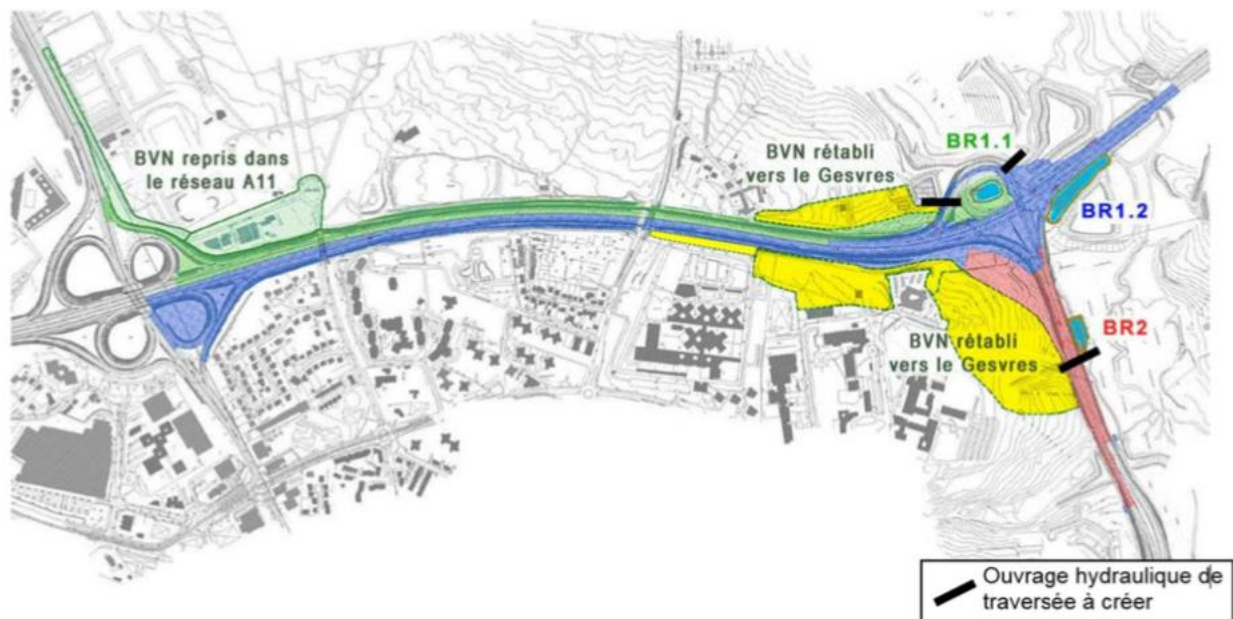 BVN repris dans
le réseau A11
BVN rétabli
vers le Gesvres
BR1.1
BR1.2
BR2
BVN rétabli
vers le Gesvres
Ouvrage hydraulique de
traversée à créer